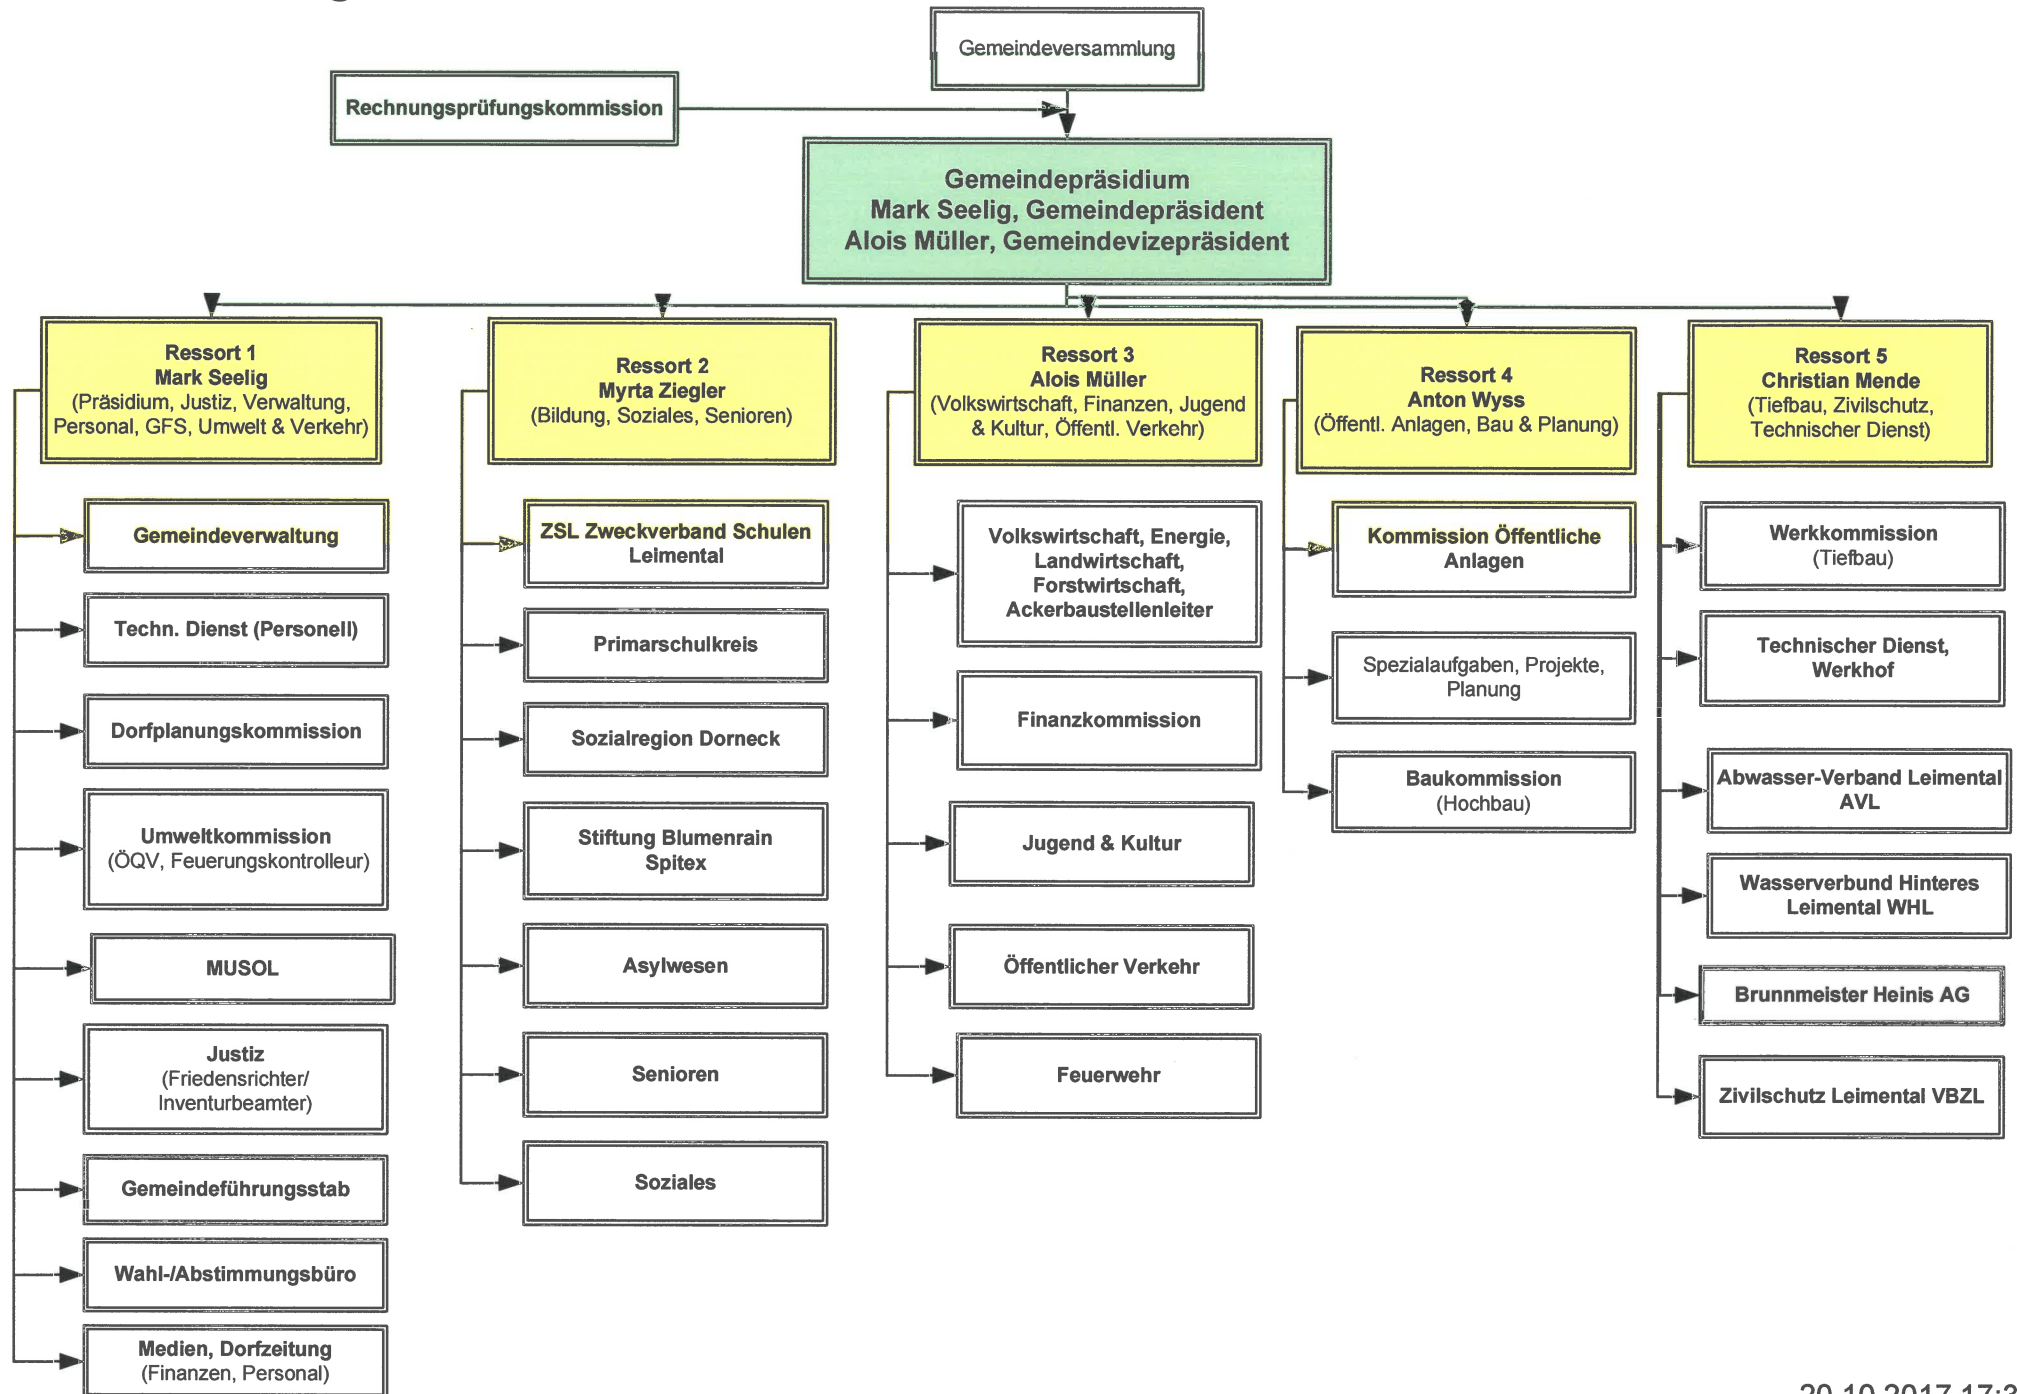 Gemeindeversammlung
Rechnungsprüfungskommission
Gemeindepräsidium
Mark Seelig, Gemeindepräsident
Alois Müller, Gemeindevizepräsident
Ressort 1
Mark Seelig
(Präsidium, Justiz, Verwaltung,
Personal, GFS, Umwelt & Verkehr)
Gemeindeverwaltung
Techn. Dienst (Personell)
Dorfplanungskommission
Umweltkommission
(ÖQV, Feuerungskontrolleur)
MUSOL
Justiz
(Friedensrichter/
Inventurbeamter)
Gemeindeführungsstab
Wahl-/Abstimmungsbüro
Medien, Dorfzeitung
(Finanzen, Personal)
Ressort 2
Myrta Ziegler
(Bildung, Soziales, Senioren)
ZSL Zweckverband Schulen
Leimental
Primarschulkreis
Sozialregion Dorneck
Stiftung Blumenrain
Spitex
Asylwesen
Senioren
Soziales
Ressort 3
Alois Müller
(Volkswirtschaft, Finanzen, Jugend
& Kultur, Öffentl. Verkehr)
Volkswirtschaft, Energie,
Landwirtschaft,
Forstwirtschaft,
Ackerbaustellenleiter
Finanzkommission
Jugend & Kultur
Öffentlicher Verkehr
Feuerwehr
Ressort 4
Anton Wyss
(Öffentl. Anlagen, Bau & Planung)
Kommission Öffentliche
Anlagen
Spezialaufgaben, Projekte,
Planung
Baukommission
(Hochbau)
Ressort 5
Christian Mende
(Tiefbau, Zivilschutz,
Technischer Dienst)
Werkkommission
(Tiefbau)
Technischer Dienst,
Werkhof
Abwasser-Verband Leimental
AVL
Wasserverbund Hinteres
Leimental WHL
Brunnmeister Heinis AG
Zivilschutz Leimental VBZL
20.10.2017 17:3